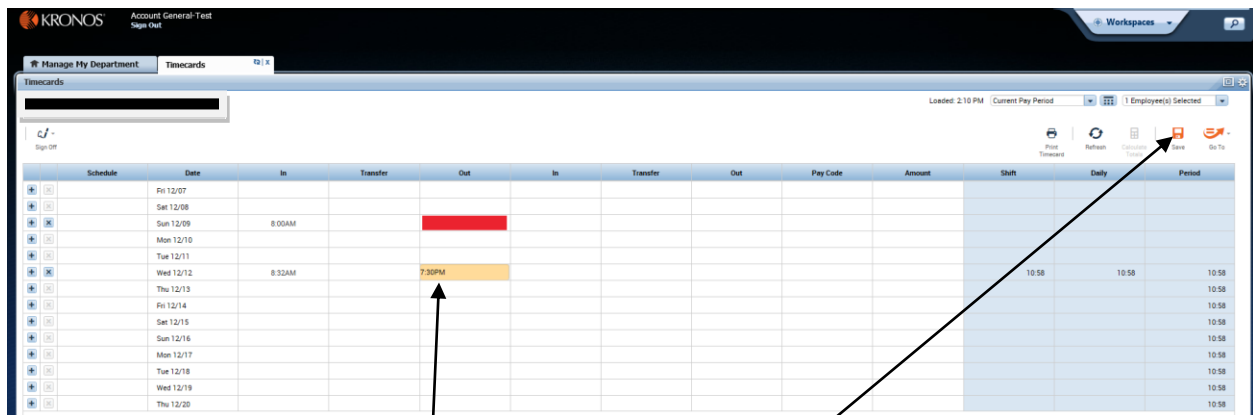 KRONOS Account General-Test
Sign Out
Workspaces
Manage My Department Timecards x
Timecards
Loaded: 2:10 PM Current Pay Period 1 Employee(s) Selected
Sign Off Print Timecard Refresh Calculate Totals Save Go To
Schedule Date In Transfer Out In Transfer Out Pay Code Amount Shift Daily Period
Fri 12/07
Sat 12/08
Sun 12/09 8:00AM
Mon 12/10
Tue 12/11
Wed 12/12 8:32AM 7:30PM 10:58 10:58 10:58
Thu 12/13 10:58
Fri 12/14 10:58
Sat 12/15 10:58
Sun 12/16 10:58
Mon 12/17 10:58
Tue 12/18 10:58
Wed 12/19 10:58
Thu 12/20 10:58